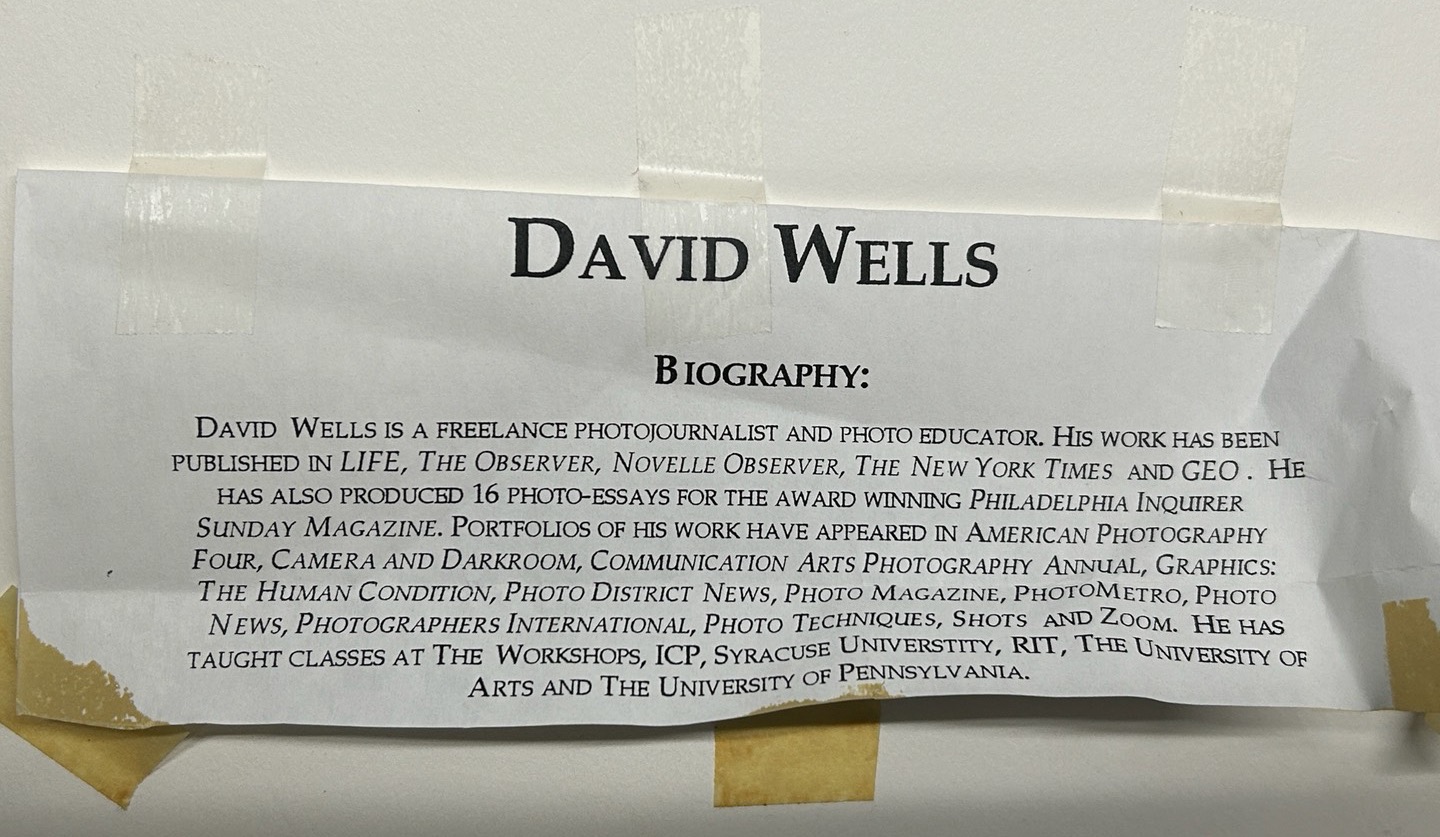 DAVID WELLS
BIOGRAPHY:
DAVID WELLS IS A FREELANCE PHOTOJOURNALIST AND PHOTO EDUCATOR. HIS WORK HAS BEEN
PUBLISHED IN LIFE, THE OBSERVER, NOVELLE OBSERVER, THE NEW YORK TIMES AND GEO . HE
HAS ALSO PRODUCED 16 PHOTO-ESSAYS FOR THE AWARD WINNING PHILADELPHIA INQUIRER
SUNDAY MAGAZINE. PORTFOLIOS OF HIS WORK HAVE APPEARED IN AMERICAN PHOTOGRAPHY
FOUR, CAMERA AND DARKROOM, COMMUNICATION ARTS PHOTOGRAPHY ANNUAL, GRAPHICS:
THE HUMAN CONDITION, PHOTO DISTRICT NEWS, PHOTO MAGAZINE, PHOTOMETRO, PHOTO
NEWS, PHOTOGRAPHERS INTERNATIONAL, PHOTO TECHNIQUES, SHOTS AND ZOOM. HE HAS
TAUGHT CLASSES AT THE WORKSHOPS, ICP, SYRACUSE UNIVERSTITY, RIT, THE UNIVERSITY OF
ARTS AND THE UNIVERSITY OF PENNSYLVANIA.